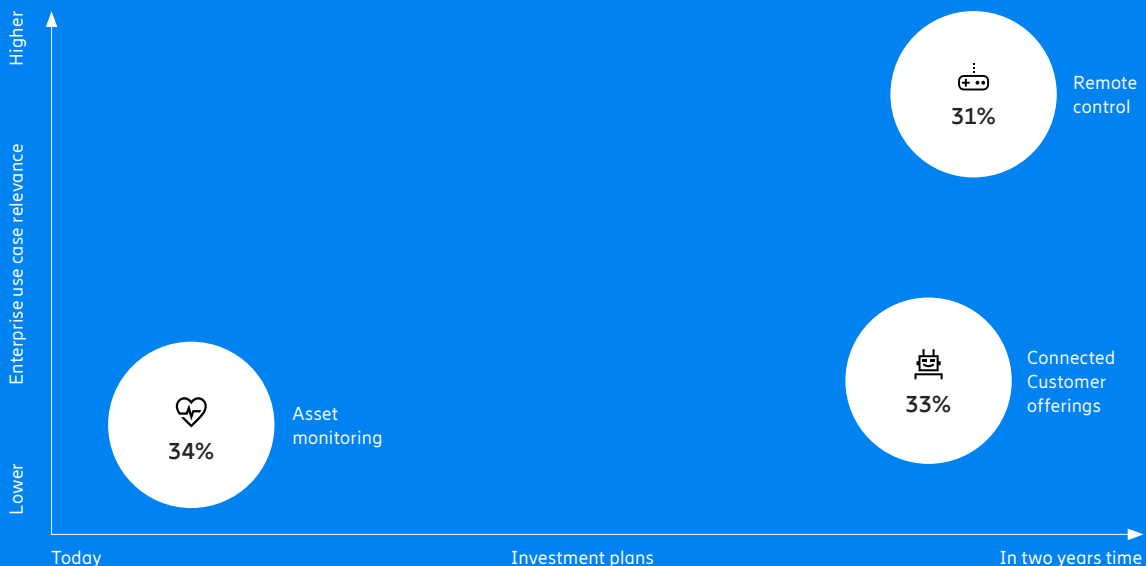 Higher
Enterprise use case relevance
Lower
31%
Remote
control
33%
Connected
Customer
offerings
34%
Asset
monitoring
Today
Investment plans
In two years time